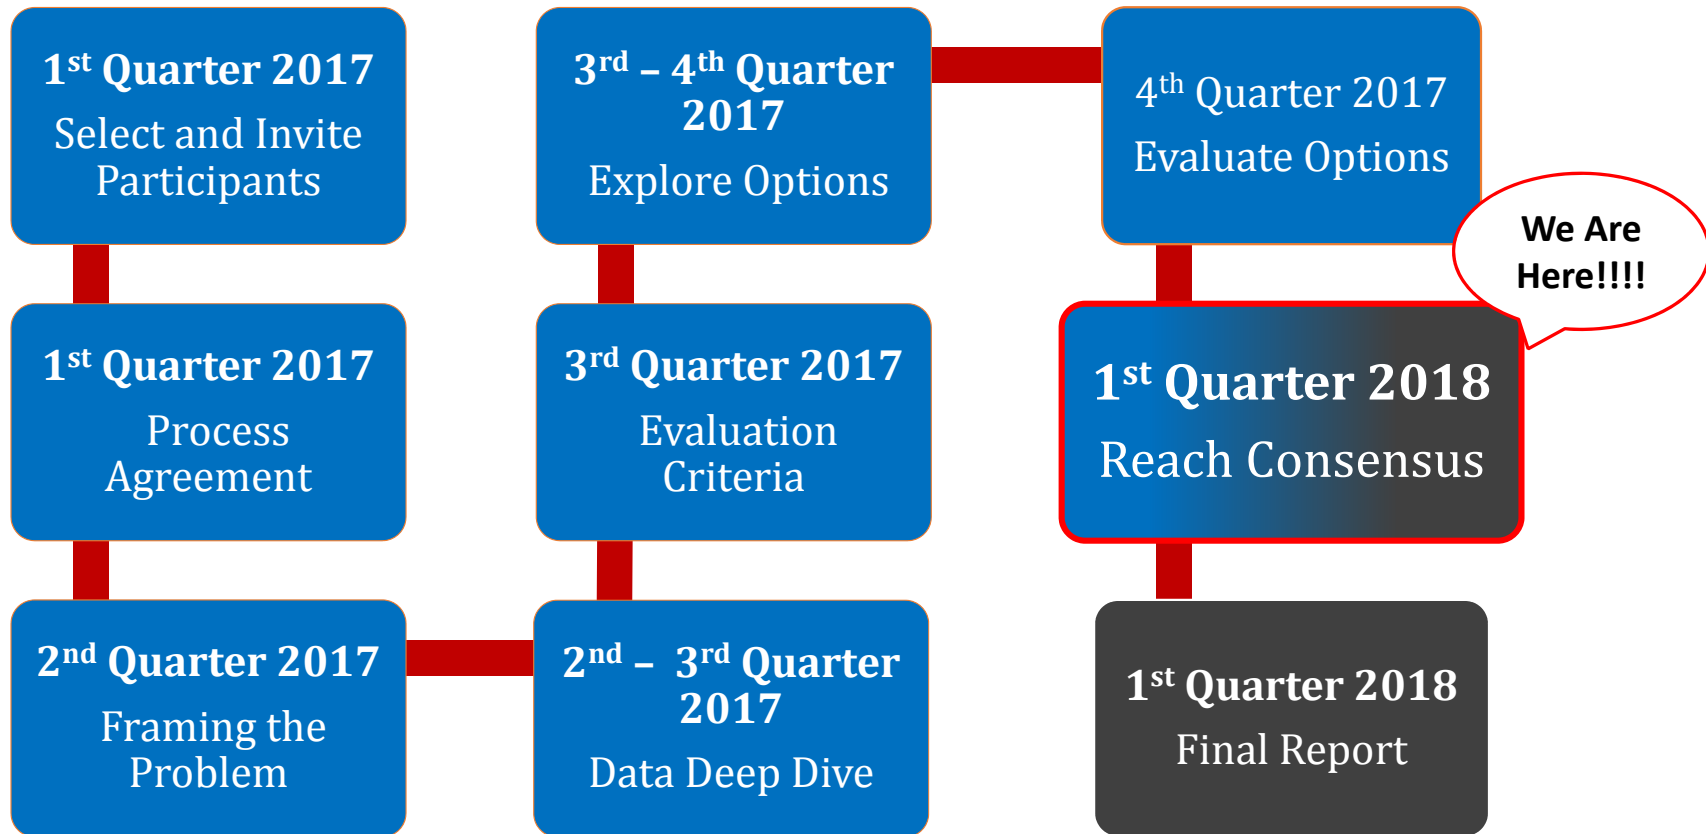 1st Quarter 2017
Select and Invite
Participants
1st Quarter 2017
Process
Agreement
2nd Quarter 2017
Framing the
Problem
2nd – 3rd Quarter
2017
Data Deep Dive
3rd Quarter 2017
Evaluation
Criteria
3rd – 4th Quarter
2017
Explore Options
4th Quarter 2017
Evaluate Options
We Are
Here!!!!
1st Quarter 2018
Reach Consensus
1st Quarter 2018
Final Report